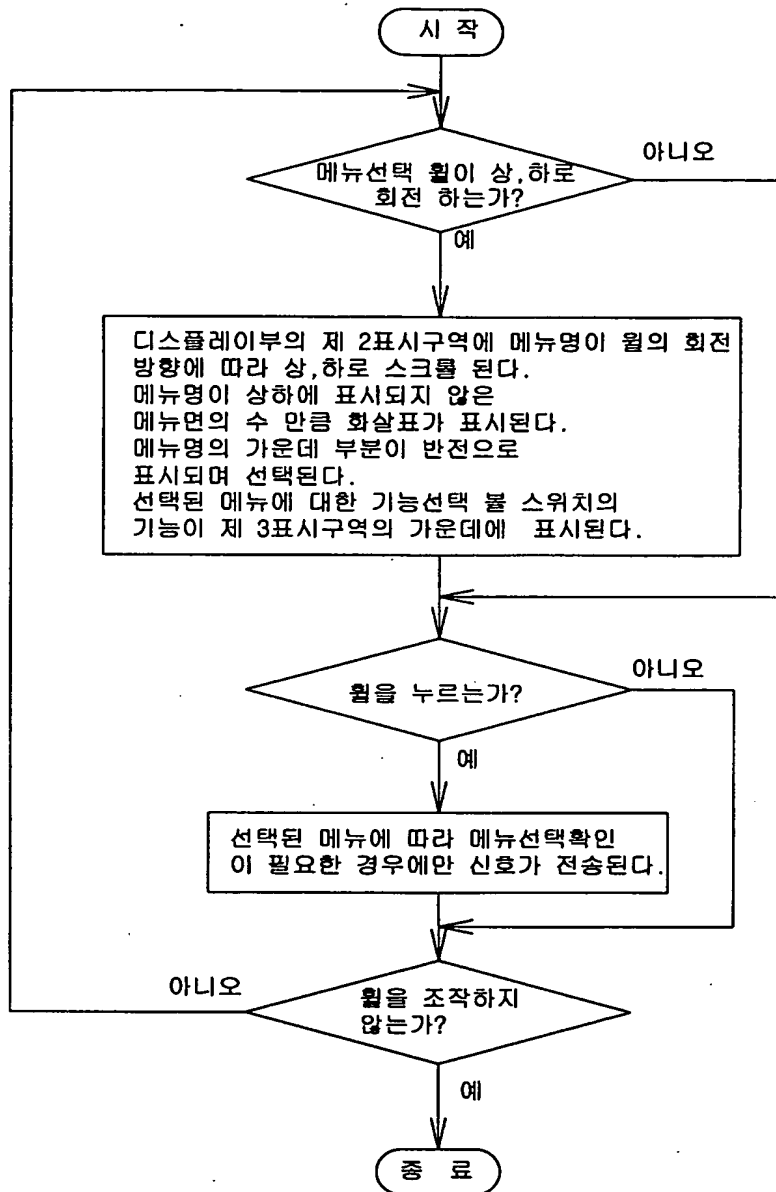 시 작
메뉴선택 휠이 상,하로
회전 하는가?
아니오
예
디스플레이부의 제 2표시구역에 메뉴명이 윌의 회전
방향에 따라 상,하로 스크롤 된다.
메뉴명이 상하에 표시되지 않은
메뉴면의 수 만큼 화살표가 표시된다.
메뉴명의 가운데 부분이 반전으로
표시되며 선택된다.
선택된 메뉴에 대한 기능선택 볼 스위치의
기능이 제 3표시구역의 가운데에 표시된다.
휠을 누르는가?
아니오
예
선택된 메뉴에 따라 메뉴선택확인
이 필요한 경우에만 신호가 전송된다.
아니오
휠을 조작하지
않는가?
예
종 료